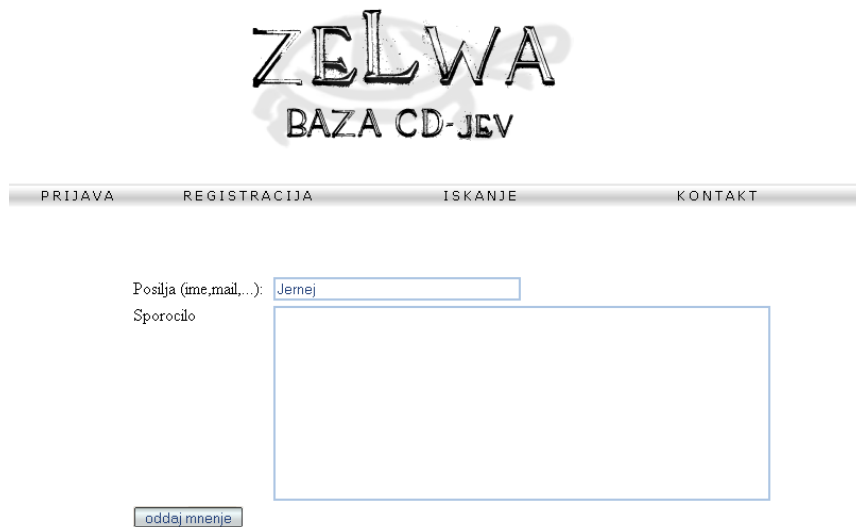 ZELWA
BAZA CD-JEV
PRIJAVA REGISTRACIJA ISKANJE KONTAKT
Posilja (ime,mail,...): Jernej
Sporocilo
oddaj mnenje